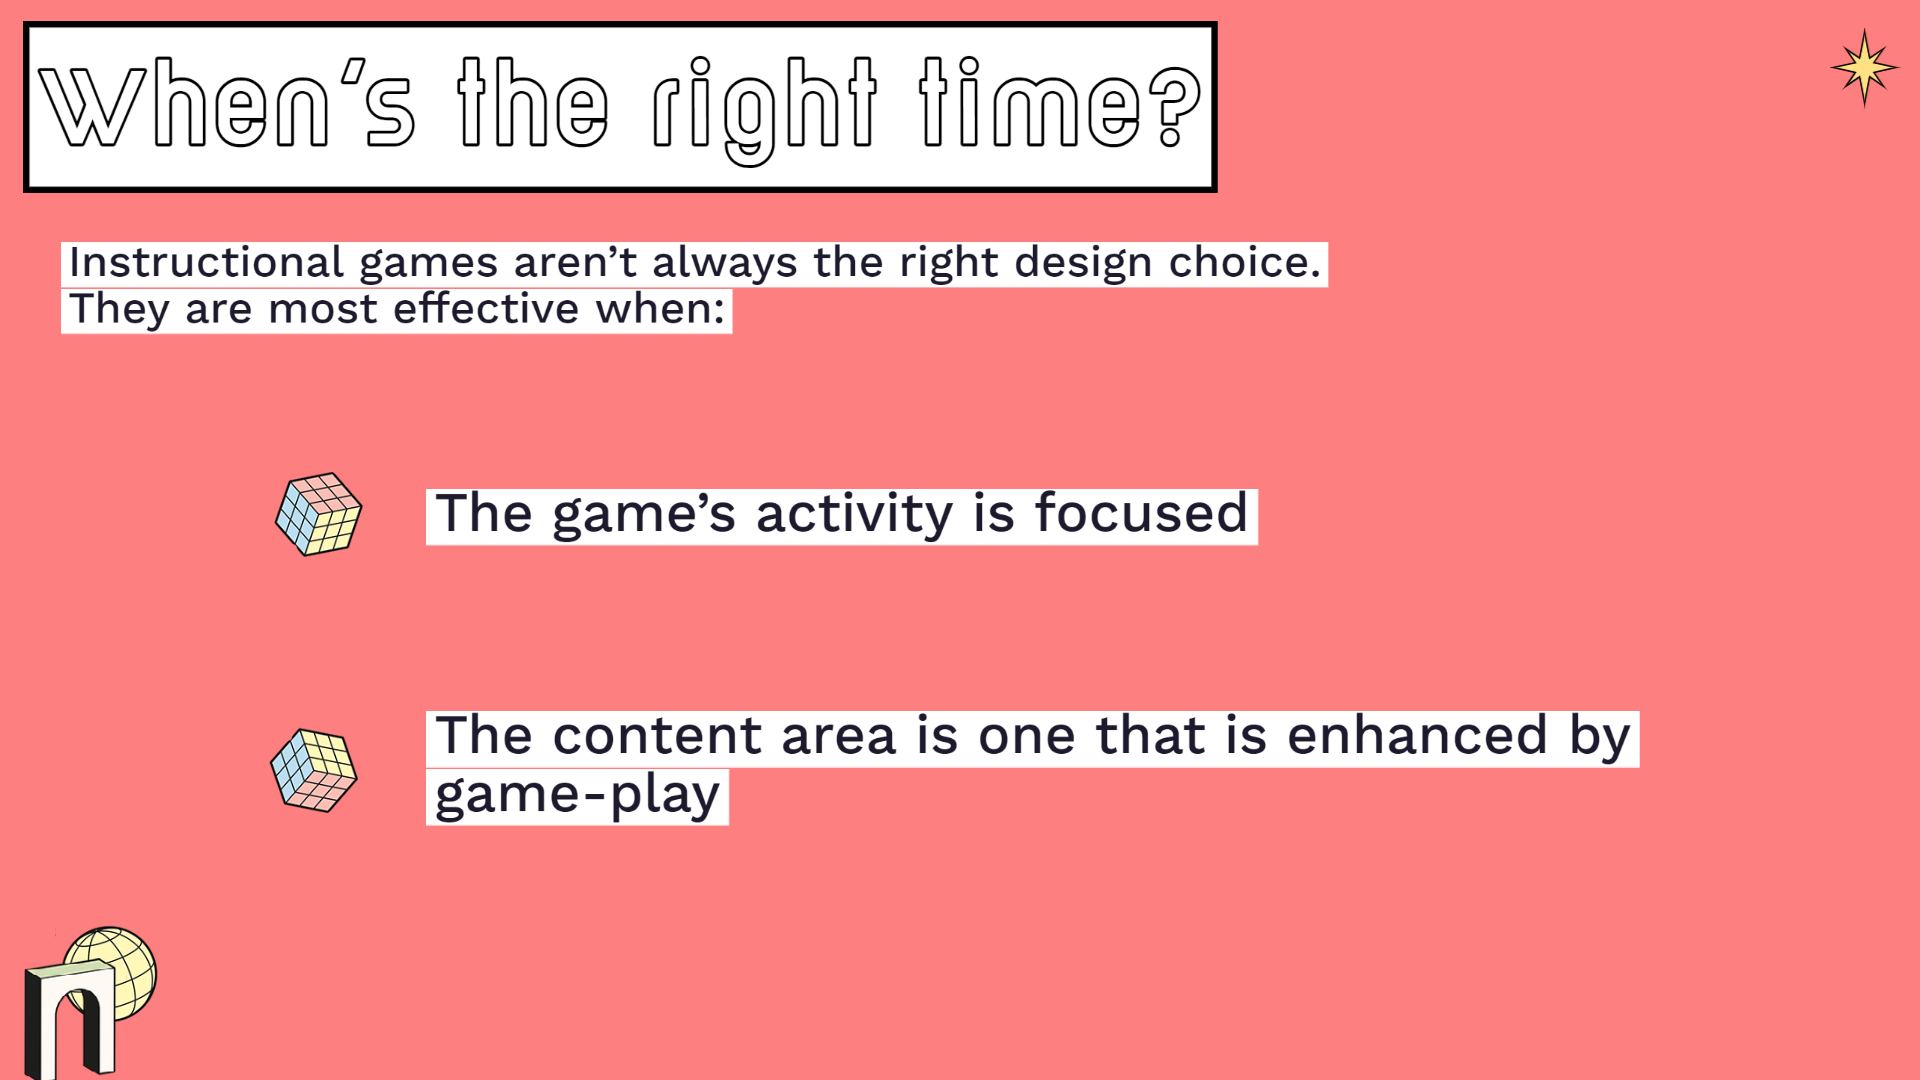 When's the right time?
Instructional games aren’t always the right design choice.
They are most effective when:
The game’s activity is focused
The content area is one that is enhanced by
game-play